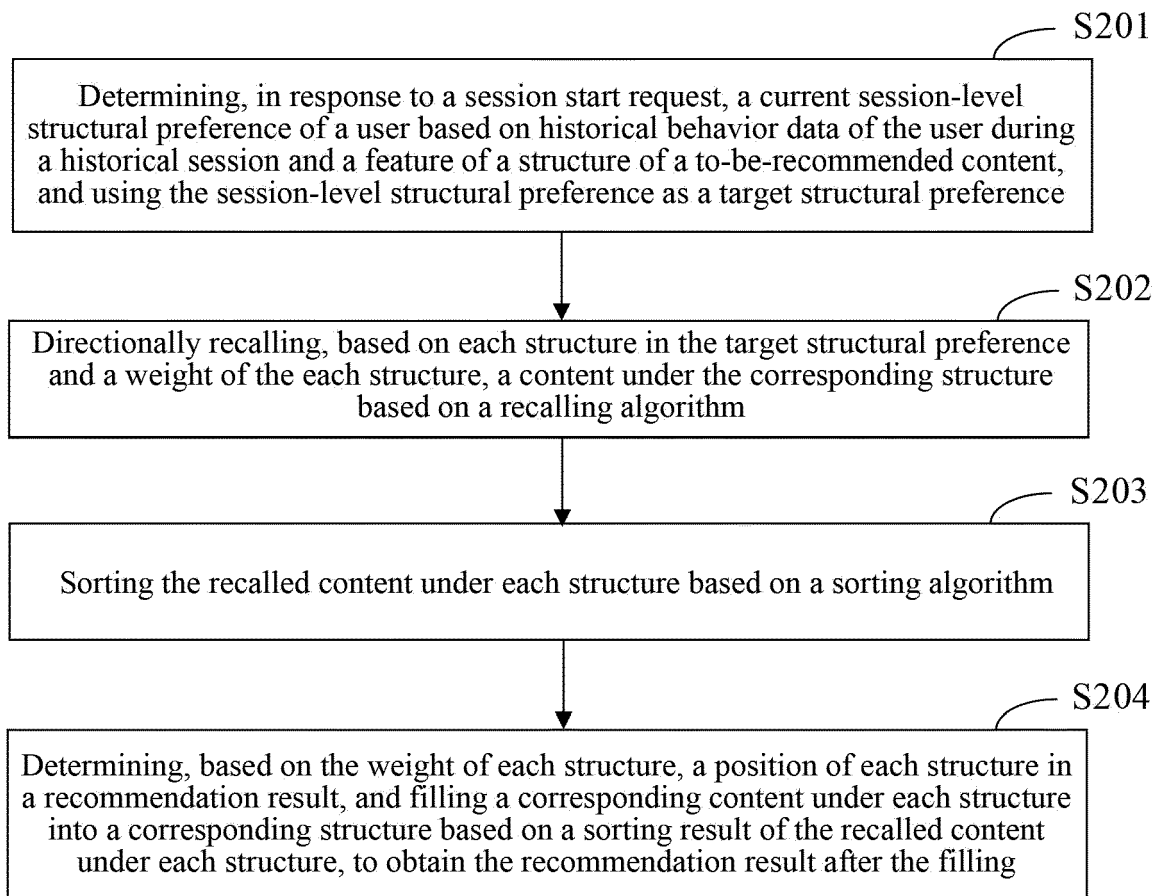 S201
Determining, in response to a session start request, a current session-level
structural preference of a user based on historical behavior data of the user during
a historical session and a feature of a structure of a to-be-recommended content,
and using the session-level structural preference as a target structural preference
S202
Directionally recalling, based on each structure in the target structural preference
and a weight of the each structure, a content under the corresponding structure
based on a recalling algorithm
S203
Sorting the recalled content under each structure based on a sorting algorithm
S204
Determining, based on the weight of each structure, a position of each structure in
a recommendation result, and filling a corresponding content under each structure
into a corresponding structure based on a sorting result of the recalled content
under each structure, to obtain the recommendation result after the filling